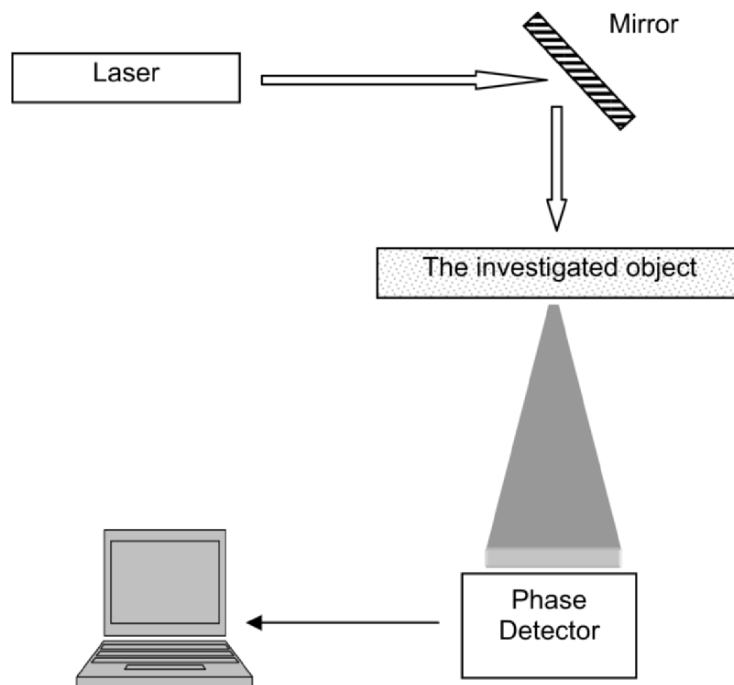 Mirror
Laser
The investigated object
Phase
Detector